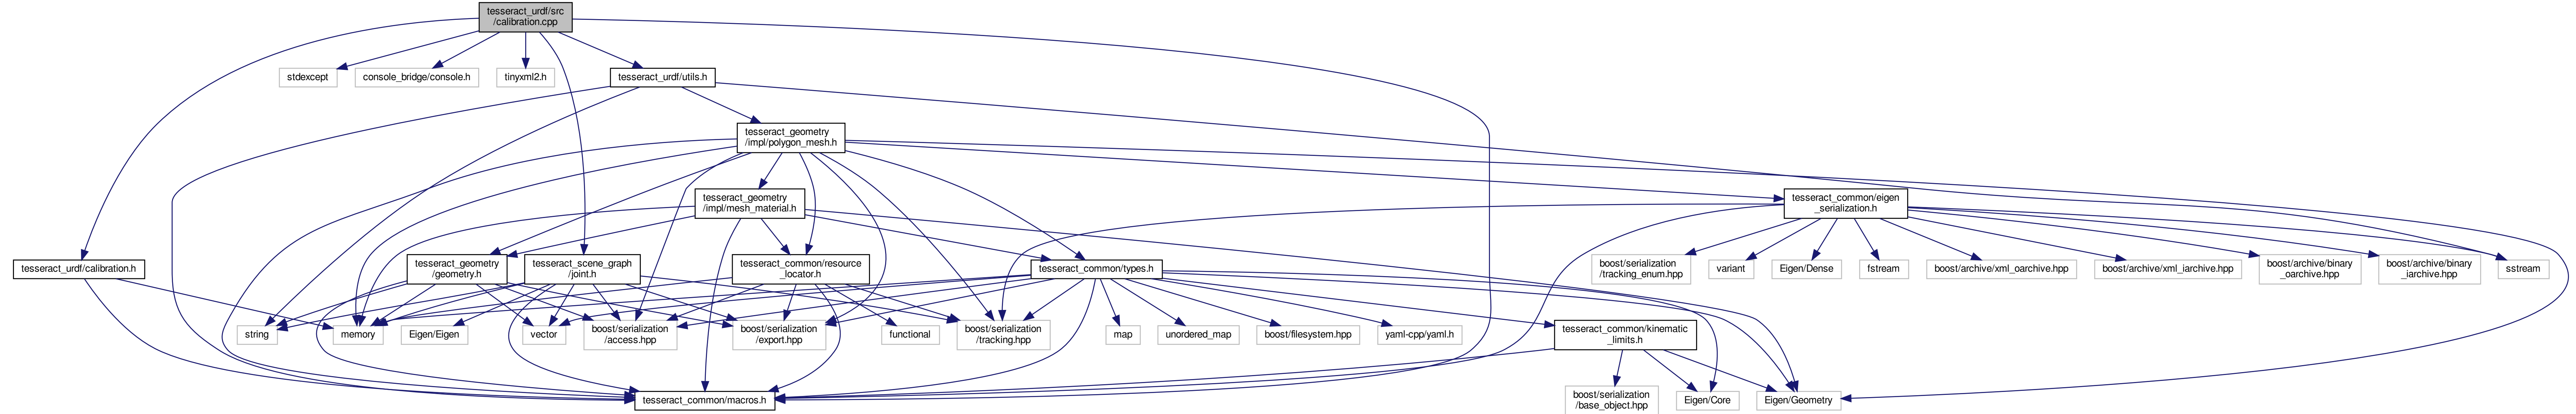 tesseract_urdf/src
/calibration.cpp
stdexcept
console_bridge/console.h
tinyxml2.h
tesseract_urdf/utils.h
tesseract_geometry
/impl/polygon_mesh.h
tesseract_geometry
/impl/mesh_material.h
tesseract_common/eigen
_serialization.h
tesseract_urdf/calibration.h
tesseract_geometry
/geometry.h
tesseract_scene_graph
/joint.h
tesseract_common/resource
_locator.h
tesseract_common/types.h
boost/serialization
/tracking_enum.hpp
variant
Eigen/Dense
fstream
boost/archive/xml_oarchive.hpp
boost/archive/xml_iarchive.hpp
boost/archive/binary
_oarchive.hpp
boost/archive/binary
_iarchive.hpp
sstream
string
memory
Eigen/Eigen
vector
boost/serialization
/access.hpp
boost/serialization
/export.hpp
functional
boost/serialization
/tracking.hpp
map
unordered_map
boost/filesystem.hpp
yaml-cpp/yaml.h
tesseract_common/kinematic
_limits.h
tesseract_common/macros.h
boost/serialization
/base_object.hpp
Eigen/Core
Eigen/Geometry